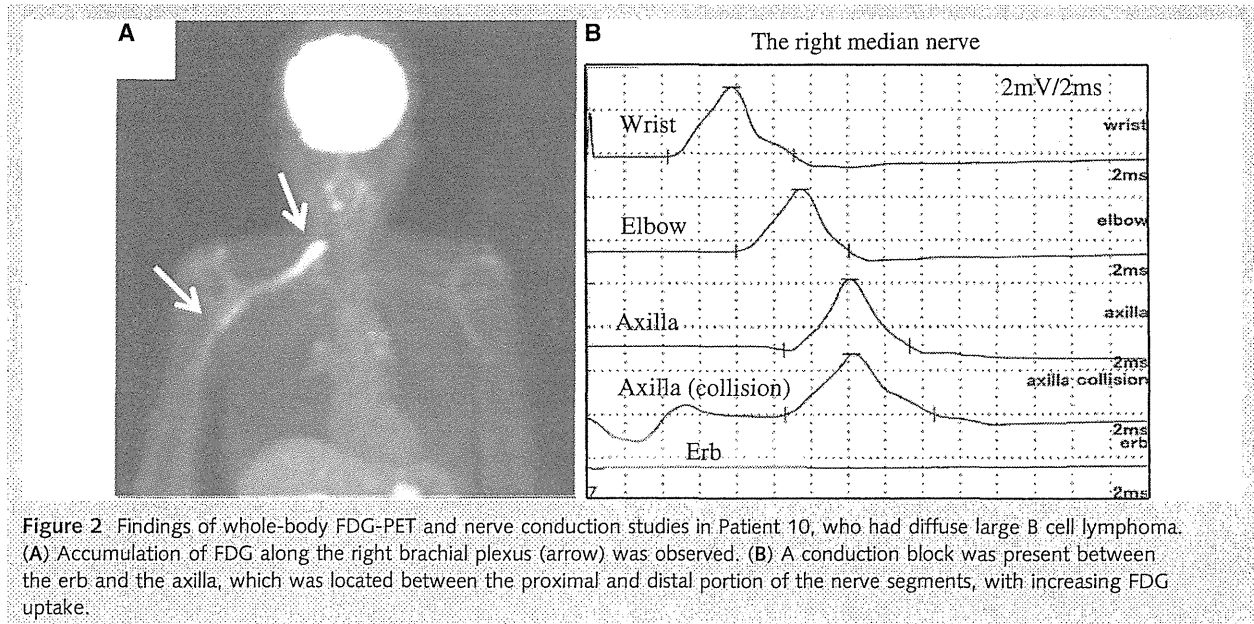 A
B
The right median nerve
2mV/2ms
Wrist
wrist
2ms
Elbow
elbow
2ms
Axilla
axilla
2ms
Axilla (collision)
axilla collision
2ms
Erb
erb
7
2ms
Figure 2 Findings of whole-body FDG-PET and nerve conduction studies in Patient 10, who had diffuse large B cell lymphoma.
(A) Accumulation of FDG along the right brachial plexus (arrow) was observed. (B) A conduction block was present between
the erb and the axilla, which was located between the proximal and distal portion of the nerve segments, with increasing FDG
uptake.